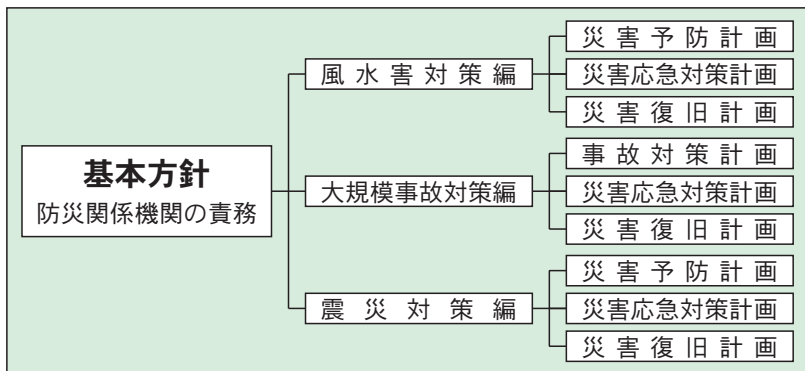 基本方針
防災関係機関の責務
風水害対策編
災害予防計画
災害応急対策計画
災害復旧計画
大規模事故対策編
事故対策計画
災害応急対策計画
災害復旧計画
震災対策編
災害予防計画
災害応急対策計画
災害復旧計画